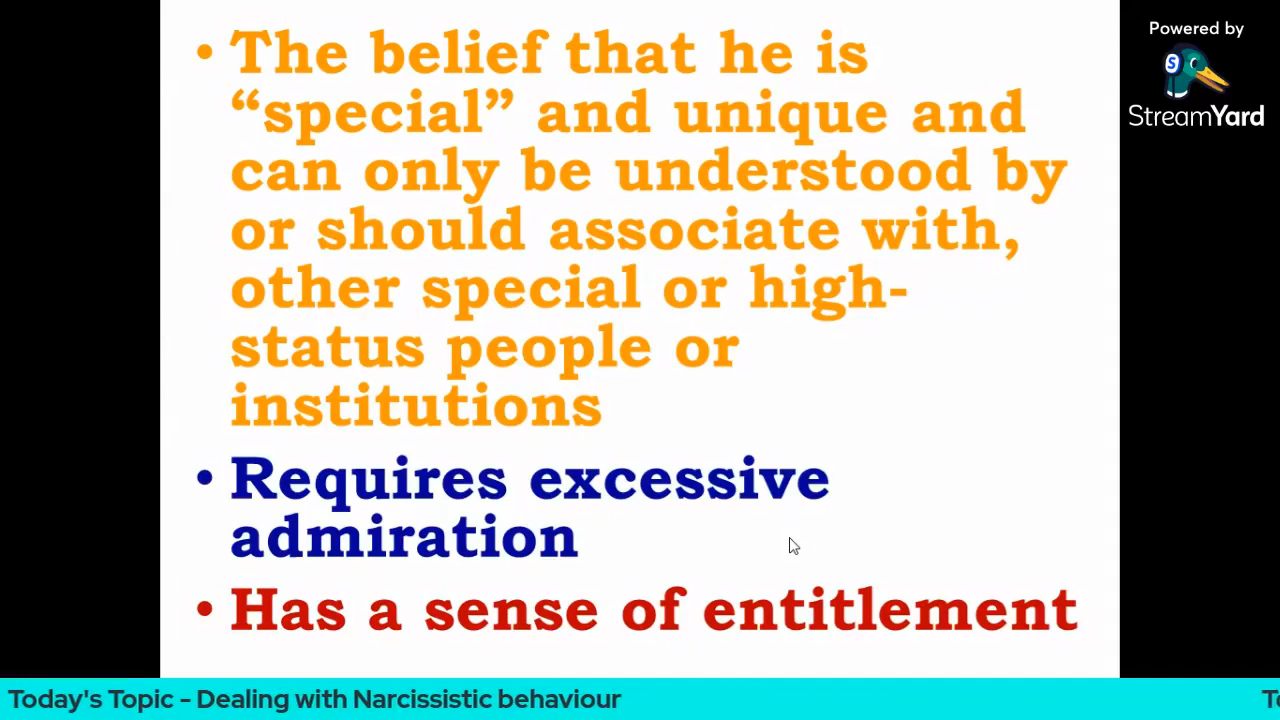 • The belief that he is
“special” and unique and
can only be understood by
or should associate with,
other special or high-
status people or
institutions
• Requires excessive
admiration
• Has a sense of entitlement
Powered by
S
StreamYard
Today's Topic - Dealing with Narcissistic behaviour